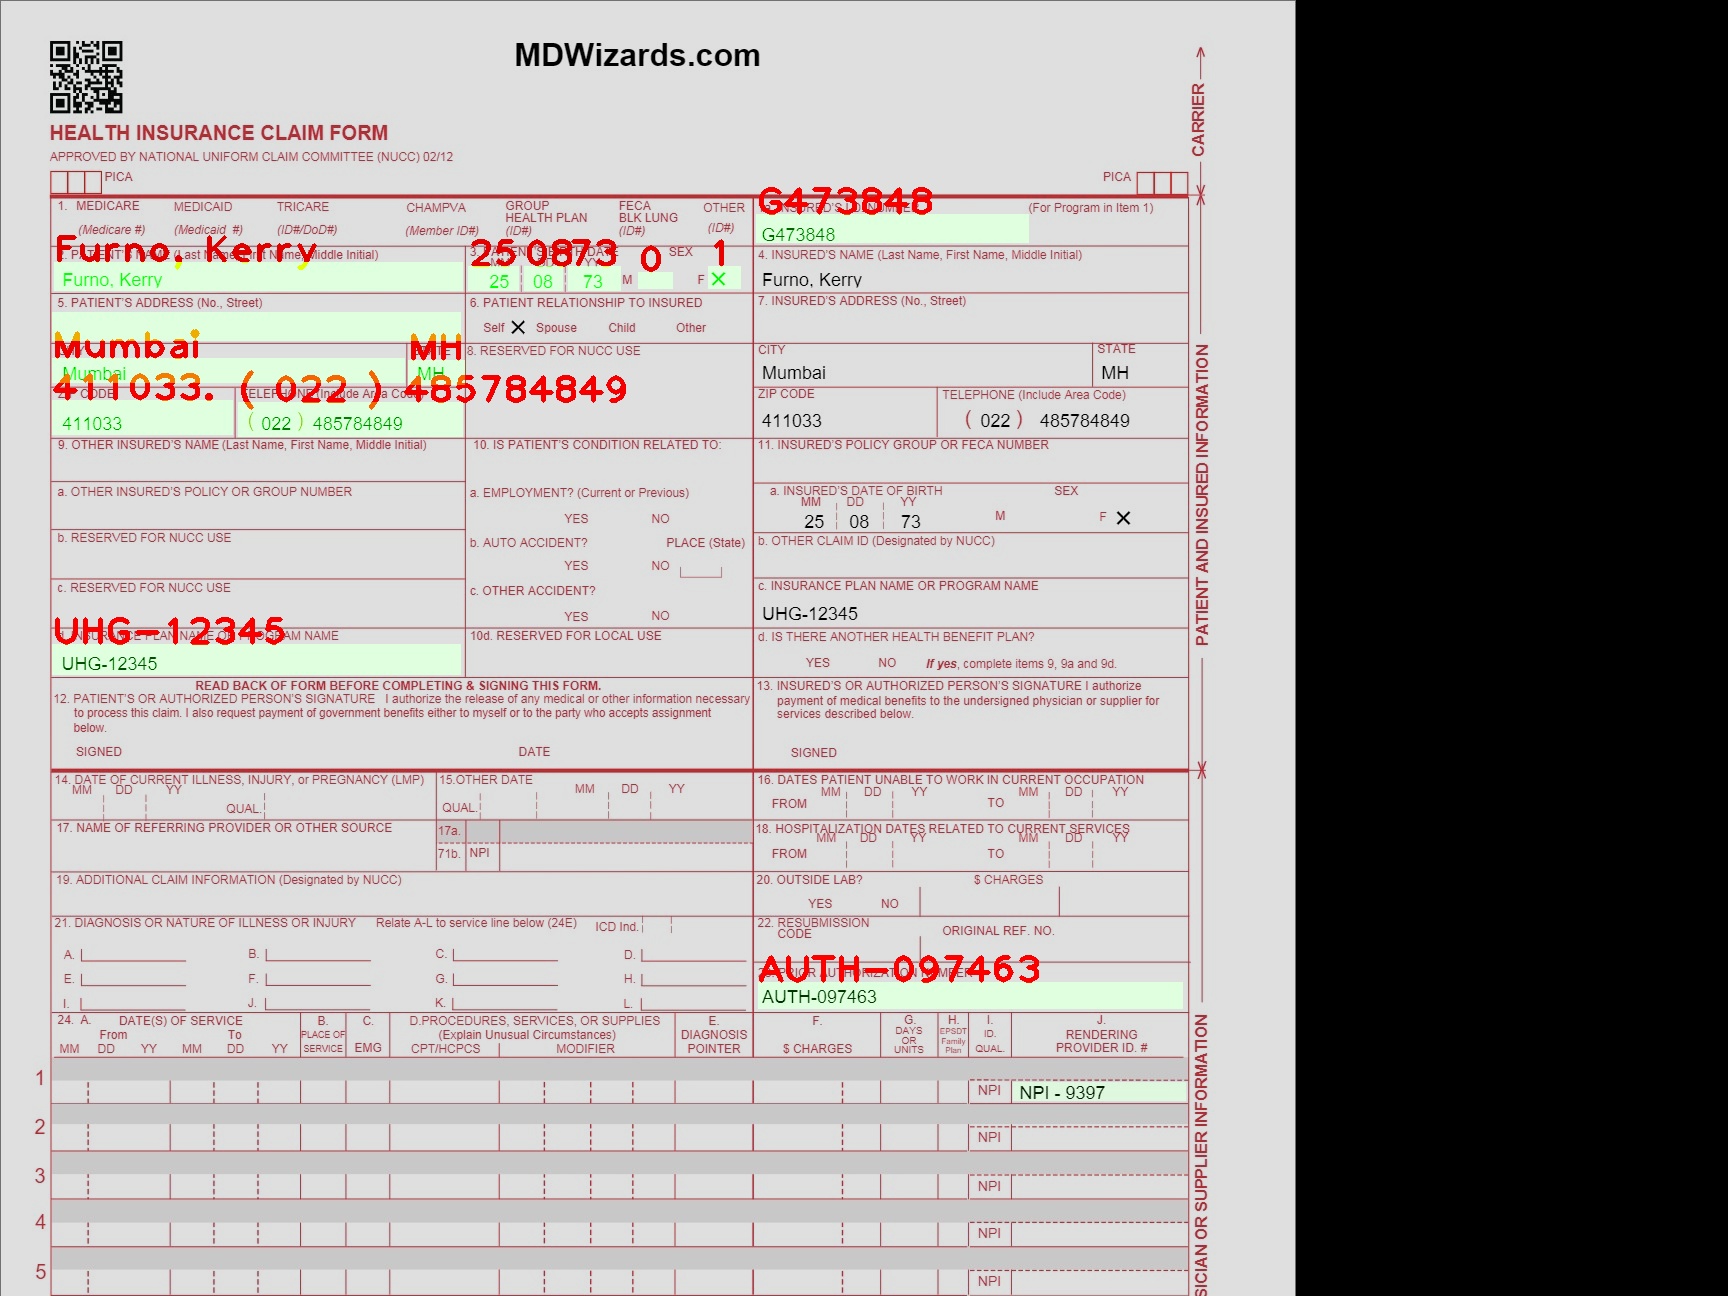 MDWizards.com
CARRIER
HEALTH INSURANCE CLAIM FORM
APPROVED BY NATIONAL UNIFORM CLAIM COMMITTEE (NUCC) 02/12
PICA
PICA
1. MEDICARE MEDICAID TRICARE CHAMPVA GROUP HEALTH PLAN FECA BLK LUNG OTHER
(Medicare #) (Medicaid #) (ID#/DoD#) (Member ID#) (ID#) (ID#) (ID#)
G473848
1a. INSURED'S I.D. NUMBER (For Program in Item 1)
G473848
Furno, Kerry
2. PATIENT'S NAME (Last Name, First Name, Middle Initial)
Furno, Kerry
25 0873 0 1
3. PATIENT'S BIRTH DATE SEX
MM DD YY
25 08 73 M F X
4. INSURED'S NAME (Last Name, First Name, Middle Initial)
Furno, Kerry
5. PATIENT'S ADDRESS (No., Street)
6. PATIENT RELATIONSHIP TO INSURED
Self X Spouse Child Other
7. INSURED'S ADDRESS (No., Street)
Mumbai MH
CITY STATE
Mumbai MH
8. RESERVED FOR NUCC USE
CITY STATE
Mumbai MH
411033. ( 022 ) 485784849
ZIP CODE TELEPHONE (Include Area Code)
411033 ( 022 ) 485784849
ZIP CODE TELEPHONE (Include Area Code)
411033 ( 022 ) 485784849
9. OTHER INSURED'S NAME (Last Name, First Name, Middle Initial)
10. IS PATIENT'S CONDITION RELATED TO:
11. INSURED'S POLICY GROUP OR FECA NUMBER
a. OTHER INSURED'S POLICY OR GROUP NUMBER
a. EMPLOYMENT? (Current or Previous)
YES NO
a. INSURED'S DATE OF BIRTH SEX
MM DD YY
25 08 73 M F X
b. RESERVED FOR NUCC USE
b. AUTO ACCIDENT? PLACE (State)
YES NO
b. OTHER CLAIM ID (Designated by NUCC)
c. RESERVED FOR NUCC USE
c. OTHER ACCIDENT?
YES NO
c. INSURANCE PLAN NAME OR PROGRAM NAME
UHG-12345
UHG-12345
d. INSURANCE PLAN NAME OR PROGRAM NAME
UHG-12345
10d. RESERVED FOR LOCAL USE
d. IS THERE ANOTHER HEALTH BENEFIT PLAN?
YES NO If yes, complete items 9, 9a and 9d.
READ BACK OF FORM BEFORE COMPLETING & SIGNING THIS FORM.
12. PATIENT'S OR AUTHORIZED PERSON'S SIGNATURE I authorize the release of any medical or other information necessary
to process this claim. I also request payment of government benefits either to myself or to the party who accepts assignment
below.
SIGNED DATE
13. INSURED'S OR AUTHORIZED PERSON'S SIGNATURE I authorize
payment of medical benefits to the undersigned physician or supplier for
services described below.
SIGNED
PATIENT AND INSURED INFORMATION
14. DATE OF CURRENT ILLNESS, INJURY, or PREGNANCY (LMP)
MM DD YY
QUAL.
15.OTHER DATE
MM DD YY
QUAL.
16. DATES PATIENT UNABLE TO WORK IN CURRENT OCCUPATION
MM DD YY MM DD YY
FROM TO
17. NAME OF REFERRING PROVIDER OR OTHER SOURCE
17a.
71b. NPI
18. HOSPITALIZATION DATES RELATED TO CURRENT SERVICES
MM DD YY MM DD YY
FROM TO
19. ADDITIONAL CLAIM INFORMATION (Designated by NUCC)
20. OUTSIDE LAB? $ CHARGES
YES NO
21. DIAGNOSIS OR NATURE OF ILLNESS OR INJURY Relate A-L to service line below (24E) ICD Ind.
A. B. C. D.
E. F. G. H.
I. J. K. L.
22. RESUBMISSION CODE ORIGINAL REF. NO.
AUTH-097463
23. PRIOR AUTHORIZATION NUMBER
AUTH-097463
24. A. DATE(S) OF SERVICE
From To
MM DD YY MM DD YY
B. PLACE OF SERVICE
C. EMG
D.PROCEDURES, SERVICES, OR SUPPLIES
(Explain Unusual Circumstances)
CPT/HCPCS MODIFIER
E. DIAGNOSIS POINTER
F. $ CHARGES
G. DAYS OR UNITS
H. EPSDT Family Plan
I. ID. QUAL.
J. RENDERING PROVIDER ID. #
1 NPI NPI - 9397
2 NPI
3 NPI
4 NPI
5 NPI
SICIAN OR SUPPLIER INFORMATION